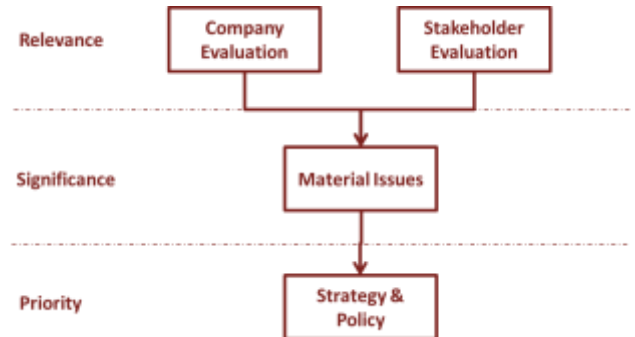 Relevance
Company
Evaluation
Stakeholder
Evaluation
Significance
Material Issues
Priority
Strategy &
Policy